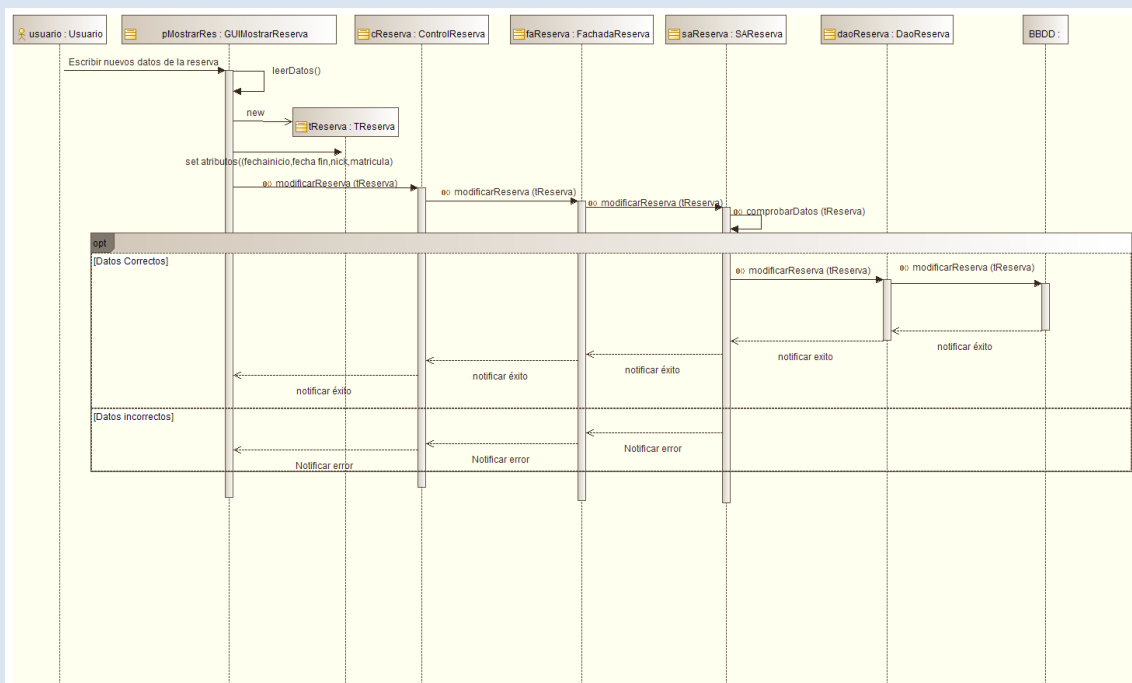 usuario : Usuario
pMostrarRes : GUIMostrarReserva
cReserva : ControlReserva
faReserva : FachadaReserva
saReserva : SAReserva
daoReserva : DaoReserva
BBDD :
Escribir nuevos datos de la reserva
leerDatos()
new
tReserva : TReserva
set atributos((fechainicio,fecha fin,nick,matricula)
modificarReserva (tReserva)
modificarReserva (tReserva)
modificarReserva (tReserva)
comprobarDatos (tReserva)
opt
[Datos Correctos]
modificarReserva (tReserva)
modificarReserva (tReserva)
notificar éxito
notificar exito
notificar éxito
notificar éxito
notificar éxito
[Datos incorrectos]
Notificar error
Notificar error
Notificar error